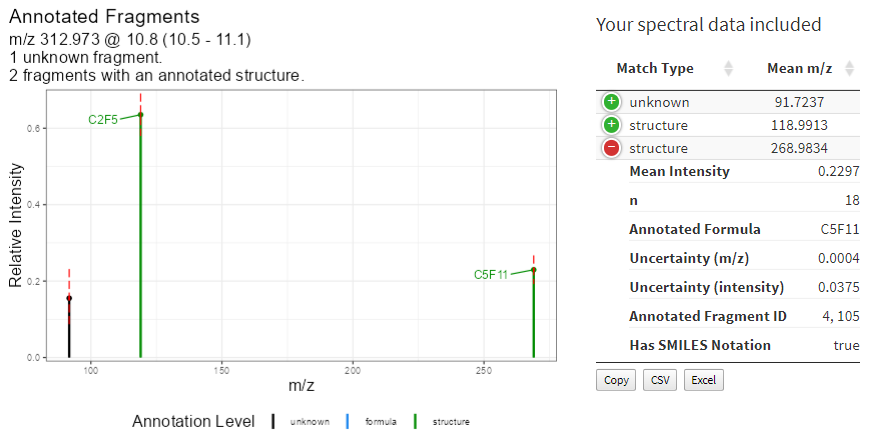 Annotated Fragments
m/z 312.973 @ 10.8 (10.5 - 11.1)
1 unknown fragment.
2 fragments with an annotated structure.
Relative Intensity
0.6
0.4
0.2
0.0
C2F5
C5F11
100
150
200
250
m/z
Annotation Level
unknown
formula
structure
Your spectral data included
Match Type Mean m/z
unknown 91.7237
structure 118.9913
structure 268.9834
Mean Intensity 0.2297
n 18
Annotated Formula C5F11
Uncertainty (m/z) 0.0004
Uncertainty (intensity) 0.0375
Annotated Fragment ID 4, 105
Has SMILES Notation true
Copy CSV Excel